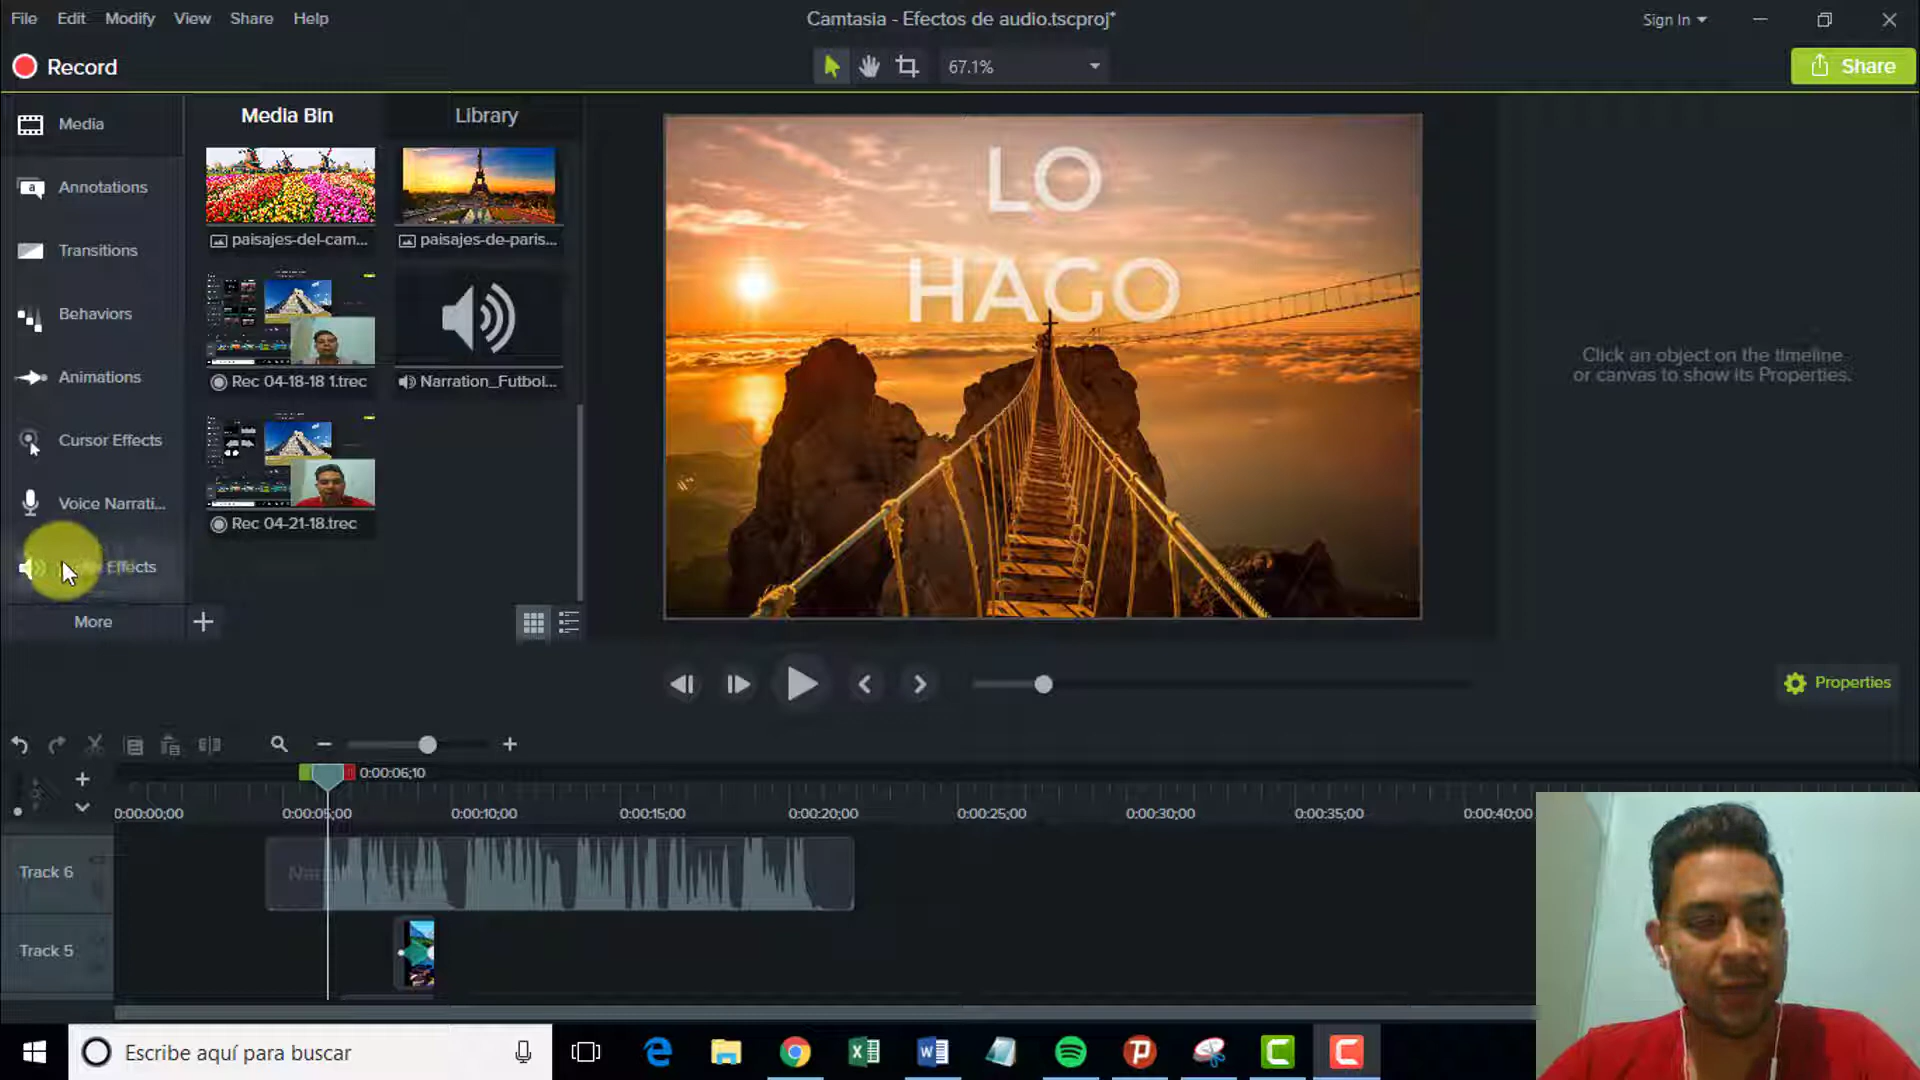 File Edit Modify View Share Help
Camtasia - Efectos de audio.tscproj*
Sign In
Record
67.1%
Share
Media
Annotations
Transitions
Behaviors
Animations
Cursor Effects
Voice Narrati...
Effects
More
Media Bin
Library
paisajes-del-cam...
paisajes-de-paris...
Rec 04-18-18 1.trec
Narration_Futbol...
Rec 04-21-18.trec
LO
HAGO
Click an object on the timeline
or canvas to show its Properties.
Properties
0:00:06;10
0:00:00;00 0:00:05;00 0:00:10;00 0:00:15;00 0:00:20;00 0:00:25;00 0:00:30;00 0:00:35;00 0:00:40;00
Track 6
Track 5
Escribe aquí para buscar